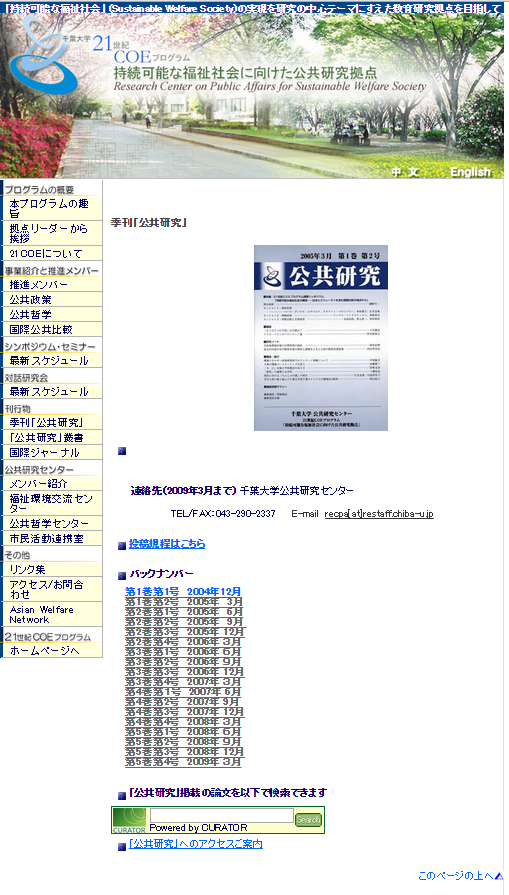 「持続可能な福祉社会」(Sustainable Welfare Society)の実現を研究の中心テーマにすえた教育研究拠点を目指して
千葉大学 21世紀
COEプログラム
持続可能な福祉社会に向けた公共研究拠点
Research Center on Public Affairs for Sustainable Welfare Society
中 文 English
プログラムの概要
本プログラムの趣
旨
拠点リーダーから
挨拶
21COEについて
事業紹介と推進メンバー
推進メンバー
公共政策
公共哲学
国際公共比較
シンポジウム・セミナー
最新スケジュール
対話研究会
最新スケジュール
刊行物
季刊「公共研究」
「公共研究」叢書
国際ジャーナル
公共研究センター
メンバー紹介
福祉環境交流セン
ター
公共哲学センター
市民活動連携室
その他
リンク集
アクセス/お問合
わせ
Asian Welfare
Network
21世紀COEプログラム
ホームページへ
季刊「公共研究」
2005年3月 第1巻 第2号
公共研究
千葉大学 公共研究センター
21世紀COEプログラム
「持続可能な福祉社会に向けた公共研究拠点」
連絡先(2009年3月まで) 千葉大学公共研究センター
TEL/FAX:043-290-2337 E-mail recpa[at]restaff.chiba-u.jp
投稿規程はこちら
バックナンバー
第1巻第1号 2004年12月
第1巻第2号 2005年 3月
第2巻第1号 2005年 6月
第2巻第2号 2005年 9月
第2巻第3号 2005年 12月
第2巻第4号 2006年 3月
第3巻第1号 2006年 6月
第3巻第2号 2006年 9月
第3巻第3号 2006年 12月
第3巻第4号 2007年 3月
第4巻第1号 2007年 6月
第4巻第2号 2007年 9月
第4巻第3号 2007年 12月
第4巻第4号 2008年 3月
第5巻第1号 2008年 6月
第5巻第2号 2008年 9月
第5巻第3号 2008年 12月
第5巻第4号 2009年 3月
「公共研究」掲載の論文を以下で検索できます
CURATOR
Search
Powered by CURATOR
「公共研究」へのアクセスご案内
このページの上へ